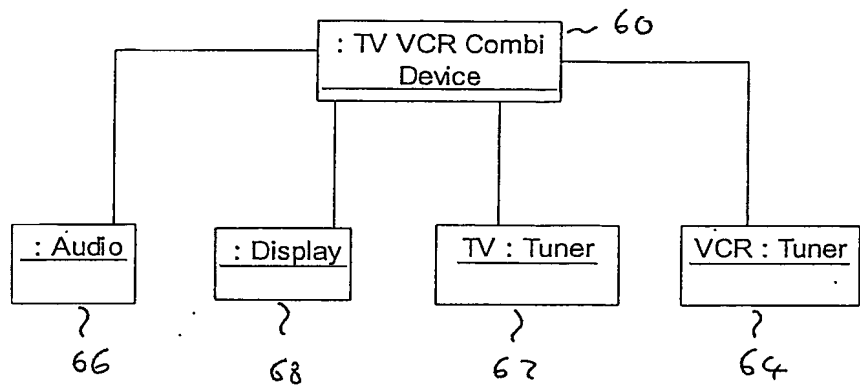 : TV VCR Combi
Device
60
: Audio
: Display
TV : Tuner
VCR : Tuner
66
68
62
64